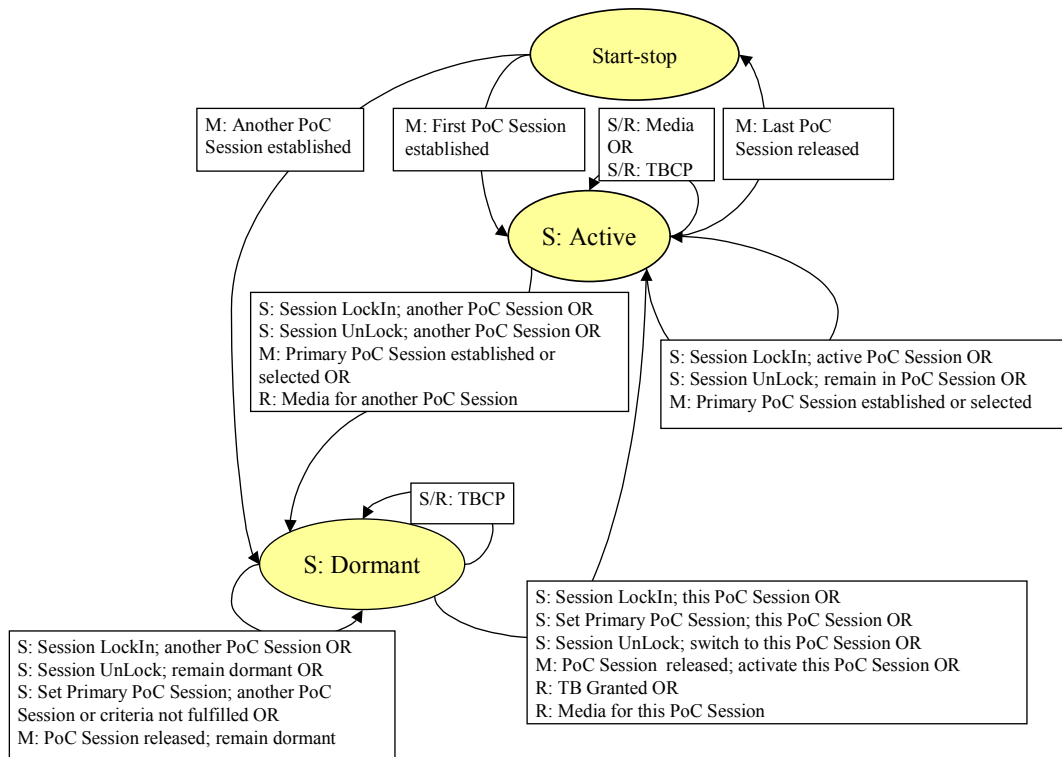 Start-stop
M: Another PoC
Session established
M: First PoC Session
established
S/R: Media
OR
S/R: TBCP
M: Last PoC
Session released
S: Active
S: Session LockIn; another PoC Session OR
S: Session UnLock; another PoC Session OR
M: Primary PoC Session established or
selected OR
R: Media for another PoC Session
S: Session LockIn; active PoC Session OR
S: Session UnLock; remain in PoC Session OR
M: Primary PoC Session established or selected
S/R: TBCP
S: Dormant
S: Session LockIn; another PoC Session OR
S: Session UnLock; remain dormant OR
S: Set Primary PoC Session; another PoC
Session or criteria not fulfilled OR
M: PoC Session released; remain dormant
S: Session LockIn; this PoC Session OR
S: Set Primary PoC Session; this PoC Session OR
S: Session UnLock; switch to this PoC Session OR
M: PoC Session released; activate this PoC Session OR
R: TB Granted OR
R: Media for this PoC Session